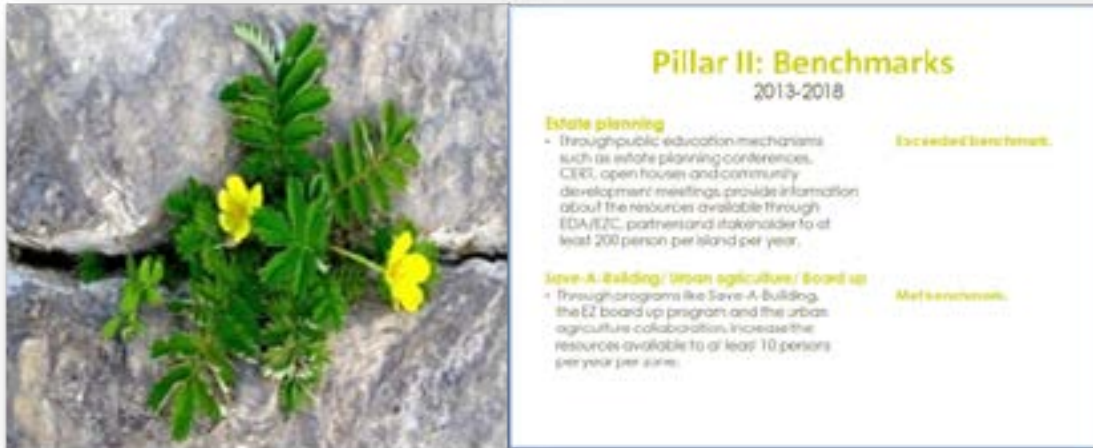 Pillar II: Benchmarks
2013-2018
Estate planning
• Through public education mechanisms
such as estate planning conferences,
CERT, open houses and community
development meetings, provide information
about the resources available through
EDA/EZC, partners and stakeholder to at
least 200 person per island per year.
Exceeded benchmark.
Save-A-Building/ Urban agriculture/ Board up
• Through programs like Save-A-Building,
the EZ board up program and the urban
agriculture collaboration, increase the
resources available to at least 10 persons
per year per zone.
Met benchmark.